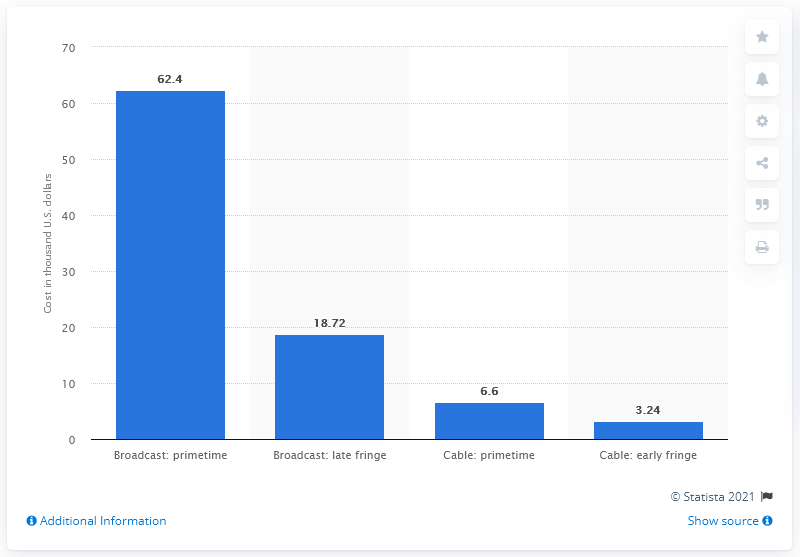 70
60
50
40
30
20
10
0
Cost in thousand U.S. dollars
62.4
18.72
6.6
3.24
Broadcast: primetime
Broadcast: late fringe
Cable: primetime
Cable: early fringe
© Statista 2021
Additional Information
Show source